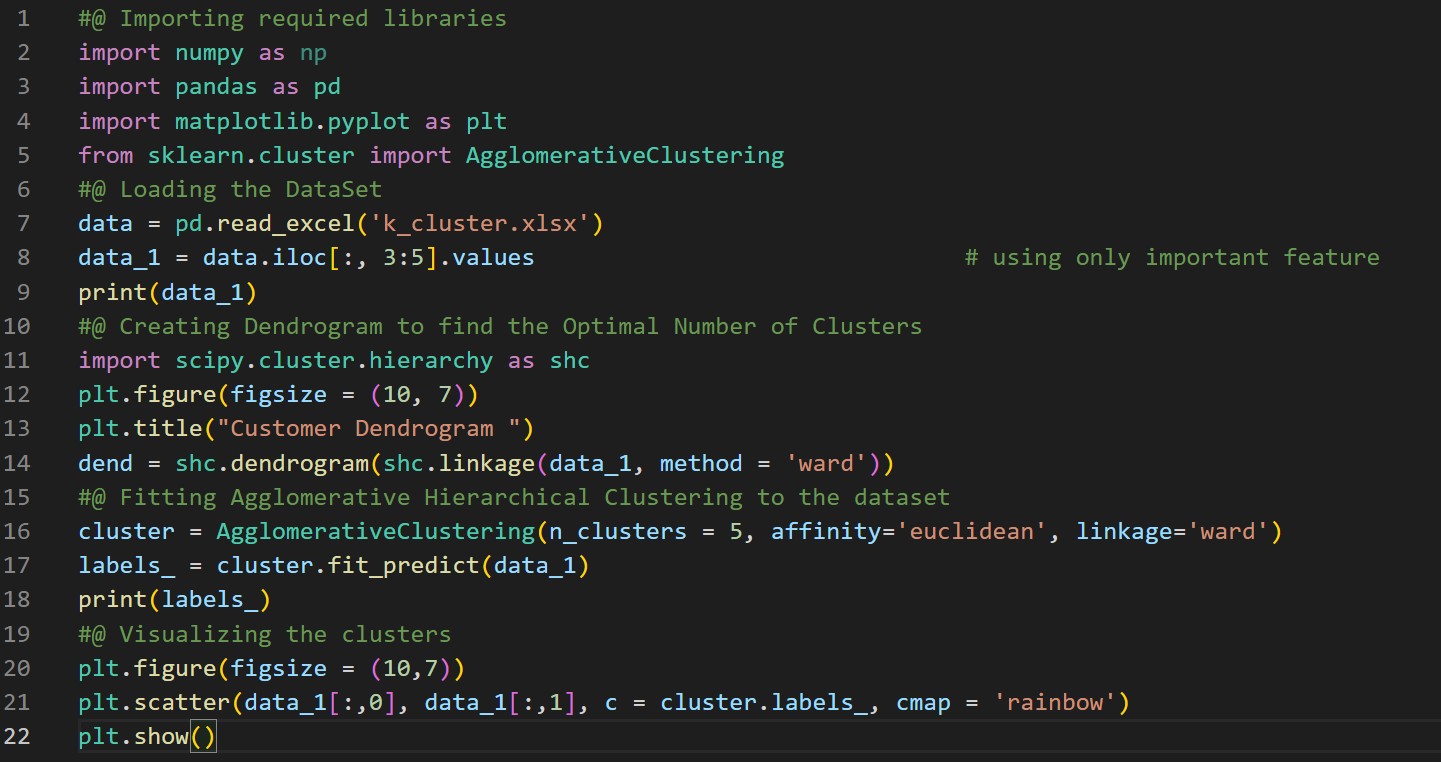 1 #@ Importing required libraries
2 import numpy as np
3 import pandas as pd
4 import matplotlib.pyplot as plt
5 from sklearn.cluster import AgglomerativeClustering
6 #@ Loading the DataSet
7 data = pd.read_excel('k_cluster.xlsx')
8 data_1 = data.iloc[:, 3:5].values # using only important feature
9 print(data_1)
10 #@ Creating Dendrogram to find the Optimal Number of Clusters
11 import scipy.cluster.hierarchy as shc
12 plt.figure(figsize = (10, 7))
13 plt.title("Customer Dendrogram ")
14 dend = shc.dendrogram(shc.linkage(data_1, method = 'ward'))
15 #@ Fitting Agglomerative Hierarchical Clustering to the dataset
16 cluster = AgglomerativeClustering(n_clusters = 5, affinity='euclidean', linkage='ward')
17 labels_ = cluster.fit_predict(data_1)
18 print(labels_)
19 #@ Visualizing the clusters
20 plt.figure(figsize = (10,7))
21 plt.scatter(data_1[:,0], data_1[:,1], c = cluster.labels_, cmap = 'rainbow')
22 plt.show()